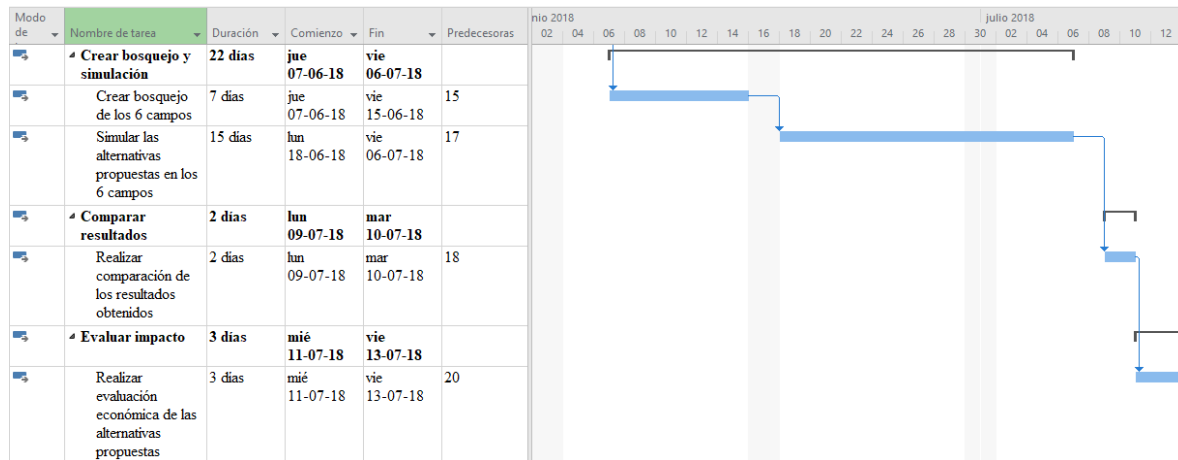 Modo de
Nombre de tarea
Duración
Comienzo
Fin
Predecesoras
nio 2018
julio 2018
02 04 06 08 10 12 14 16 18 20 22 24 26 28 30 02 04 06 08 10 12
Crear bosquejo y
simulación
22 días
jue
07-06-18
vie
06-07-18
Crear bosquejo
de los 6 campos
7 días
jue
07-06-18
vie
15-06-18
15
Simular las
alternativas
propuestas en los
6 campos
15 días
lun
18-06-18
vie
06-07-18
17
Comparar
resultados
2 días
lun
09-07-18
mar
10-07-18
Realizar
comparación de
los resultados
obtenidos
2 días
lun
09-07-18
mar
10-07-18
18
Evaluar impacto
3 días
mié
11-07-18
vie
13-07-18
Realizar
evaluación
económica de las
alternativas
propuestas
3 días
mié
11-07-18
vie
13-07-18
20